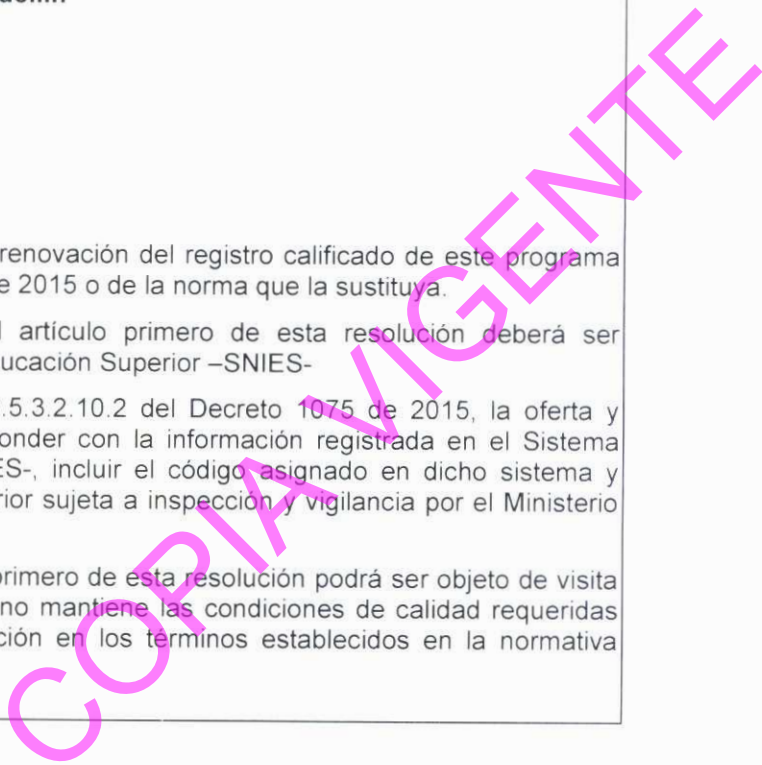 renovación del registro calificado de este programa
e 2015 o de la norma que la sustituya.
l artículo primero de esta resolución deberá ser
ucación Superior –SNIES-
.5.3.2.10.2 del Decreto 1075 de 2015, la oferta y
onder con la información registrada en el Sistema
ES-, incluir el código asignado en dicho sistema y
rior sujeta a inspección y vigilancia por el Ministerio
primero de esta resolución podrá ser objeto de visita
no mantiene las condiciones de calidad requeridas
ción en los términos establecidos en la normativa
COPIA VIGENTE